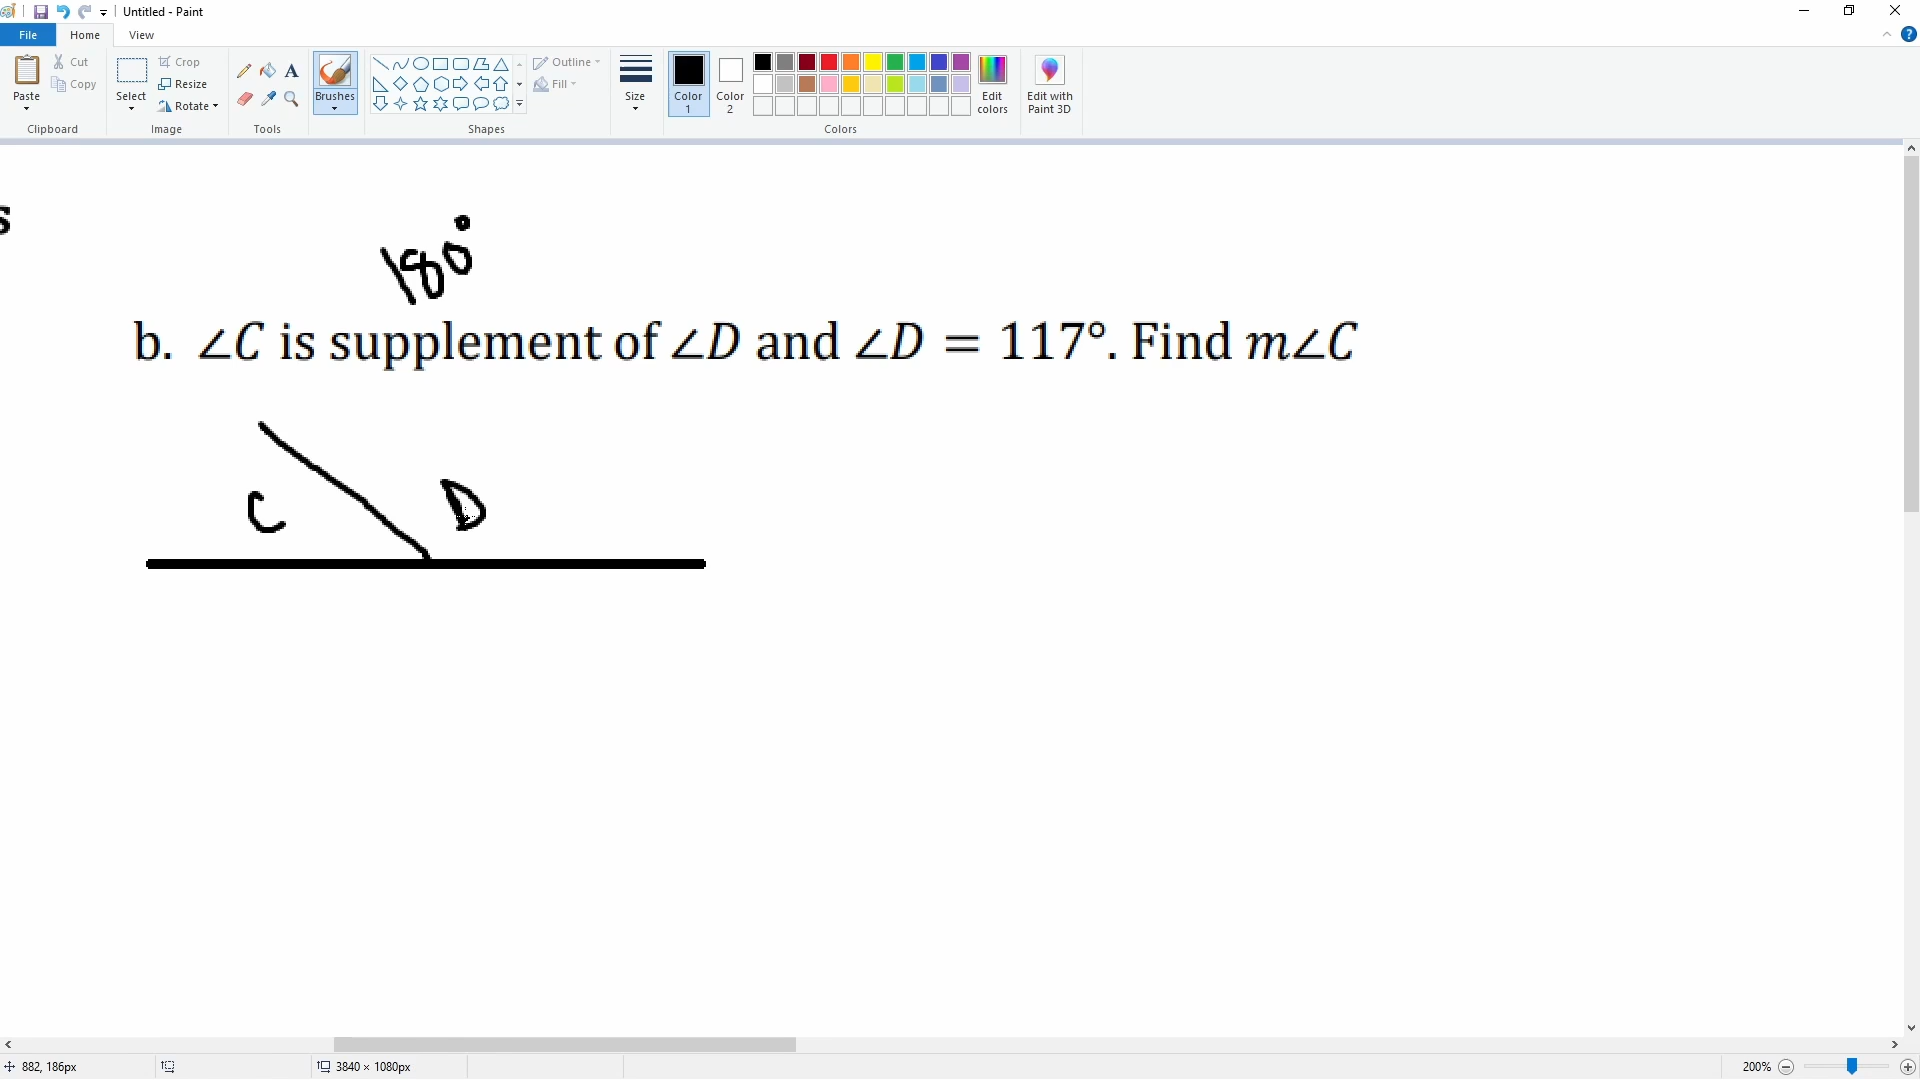 Untitled - Paint
File Home View
Paste
Cut
Copy
Clipboard
Select
Crop
Resize
Rotate
Image
Tools
Brushes
Shapes
Outline
Fill
Size
Color 1
Color 2
Colors
Edit colors
Edit with Paint 3D
s
180°
b. ∠C is supplement of ∠D and ∠D = 117°. Find m∠C
C D
882, 186px 3840 × 1080px 200%